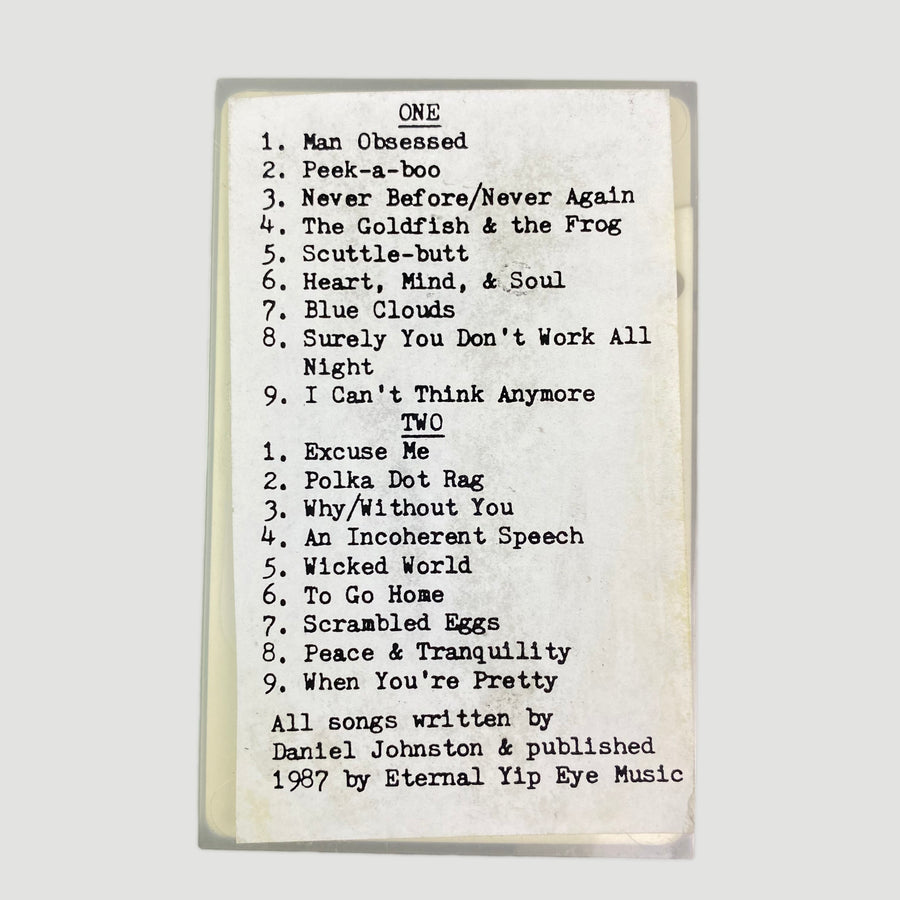 ONE
1. Man Obsessed
2. Peek-a-boo
3. Never Before/Never Again
4. The Goldfish & the Frog
5. Scuttle-butt
6. Heart, Mind, & Soul
7. Blue Clouds
8. Surely You Don't Work All
Night
9. I Can't Think Anymore
TWO
1. Excuse Me
2. Polka Dot Rag
3. Why/Without You
4. An Incoherent Speech
5. Wicked World
6. To Go Home
7. Scrambled Eggs
8. Peace & Tranquility
9. When You're Pretty
All songs written by
Daniel Johnston & published
1987 by Eternal Yip Eye Music